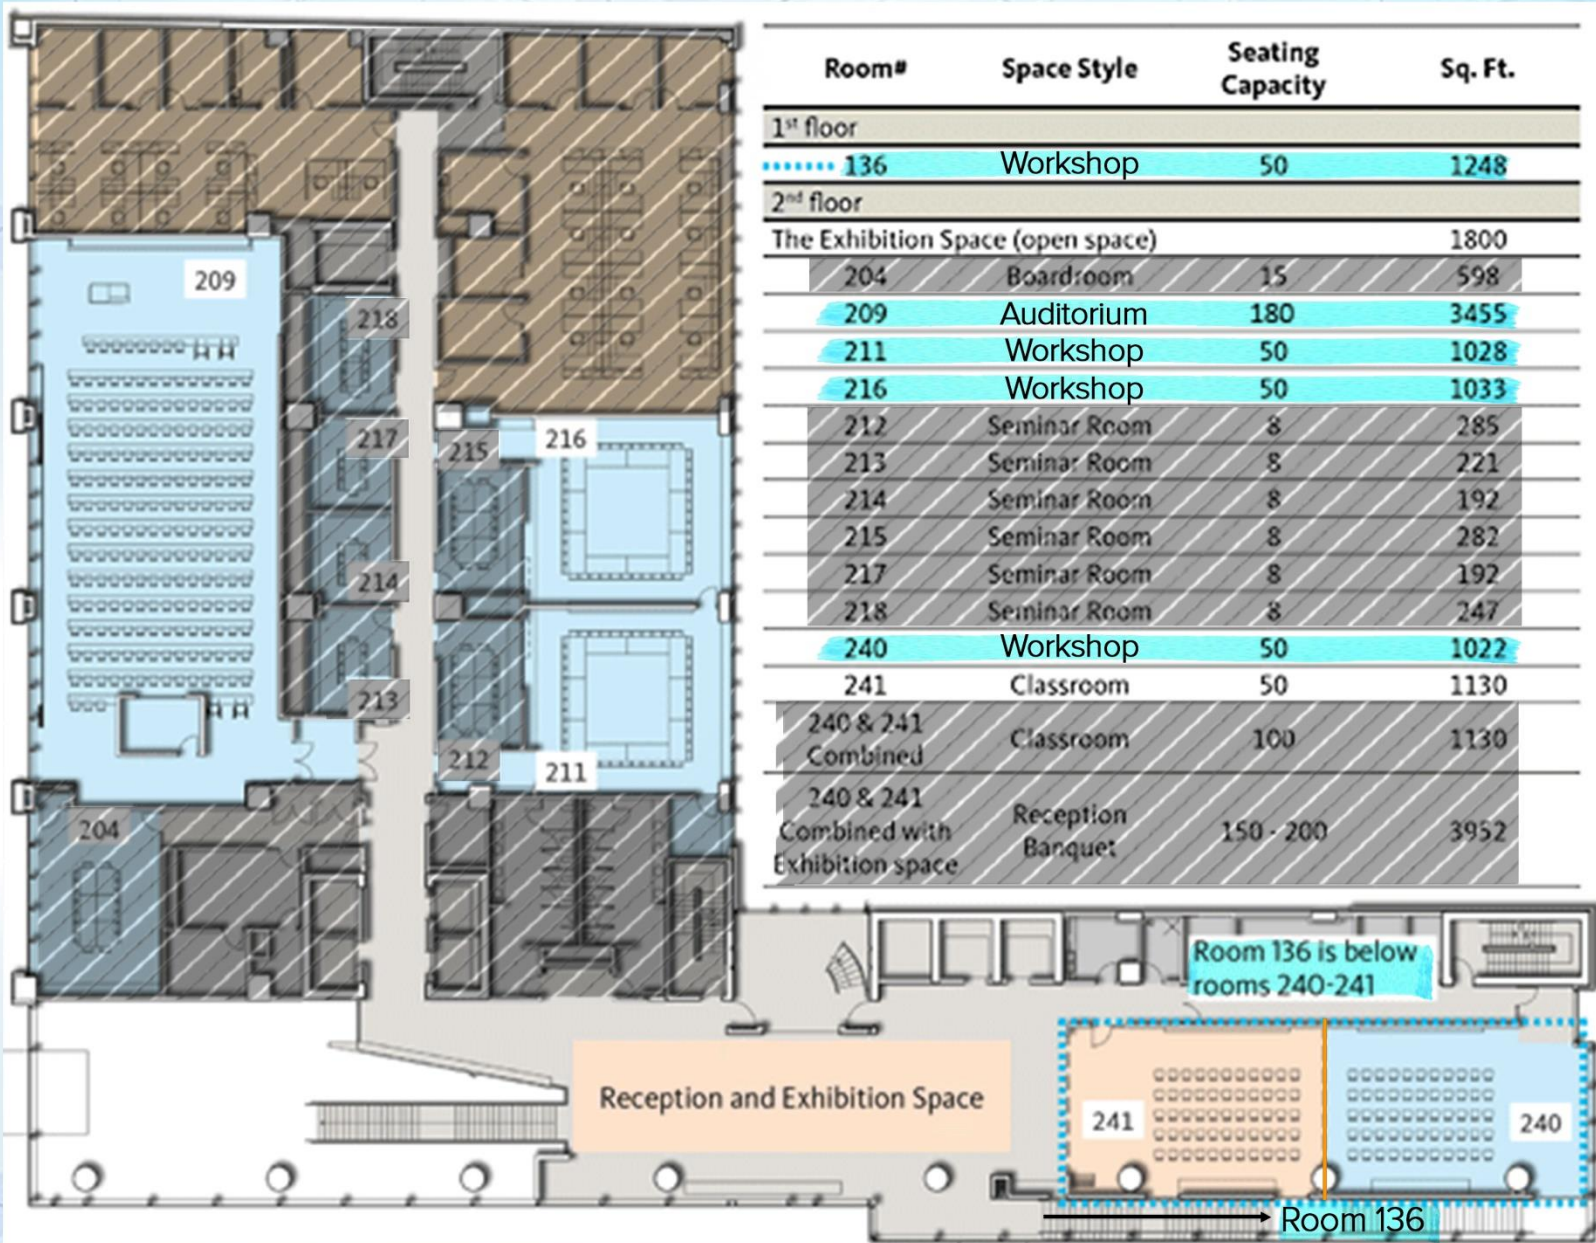 Room# Space Style Seating Capacity Sq. Ft.
1st floor
136 Workshop 50 1248
2nd floor
The Exhibition Space (open space) 1800
204 Boardroom 15 598
209 Auditorium 180 3455
211 Workshop 50 1028
216 Workshop 50 1033
212 Seminar Room 8 285
213 Seminar Room 8 221
214 Seminar Room 8 192
215 Seminar Room 8 282
217 Seminar Room 8 192
218 Seminar Room 8 247
240 Workshop 50 1022
241 Classroom 50 1130
240 & 241
Combined Classroom 100 1130
240 & 241
Combined with
Exhibition space Reception
Banquet 150 - 200 3952
209
218
217
215
216
214
213
212
211
204
Room 136 is below
rooms 240-241
Reception and Exhibition Space
241
240
Room 136